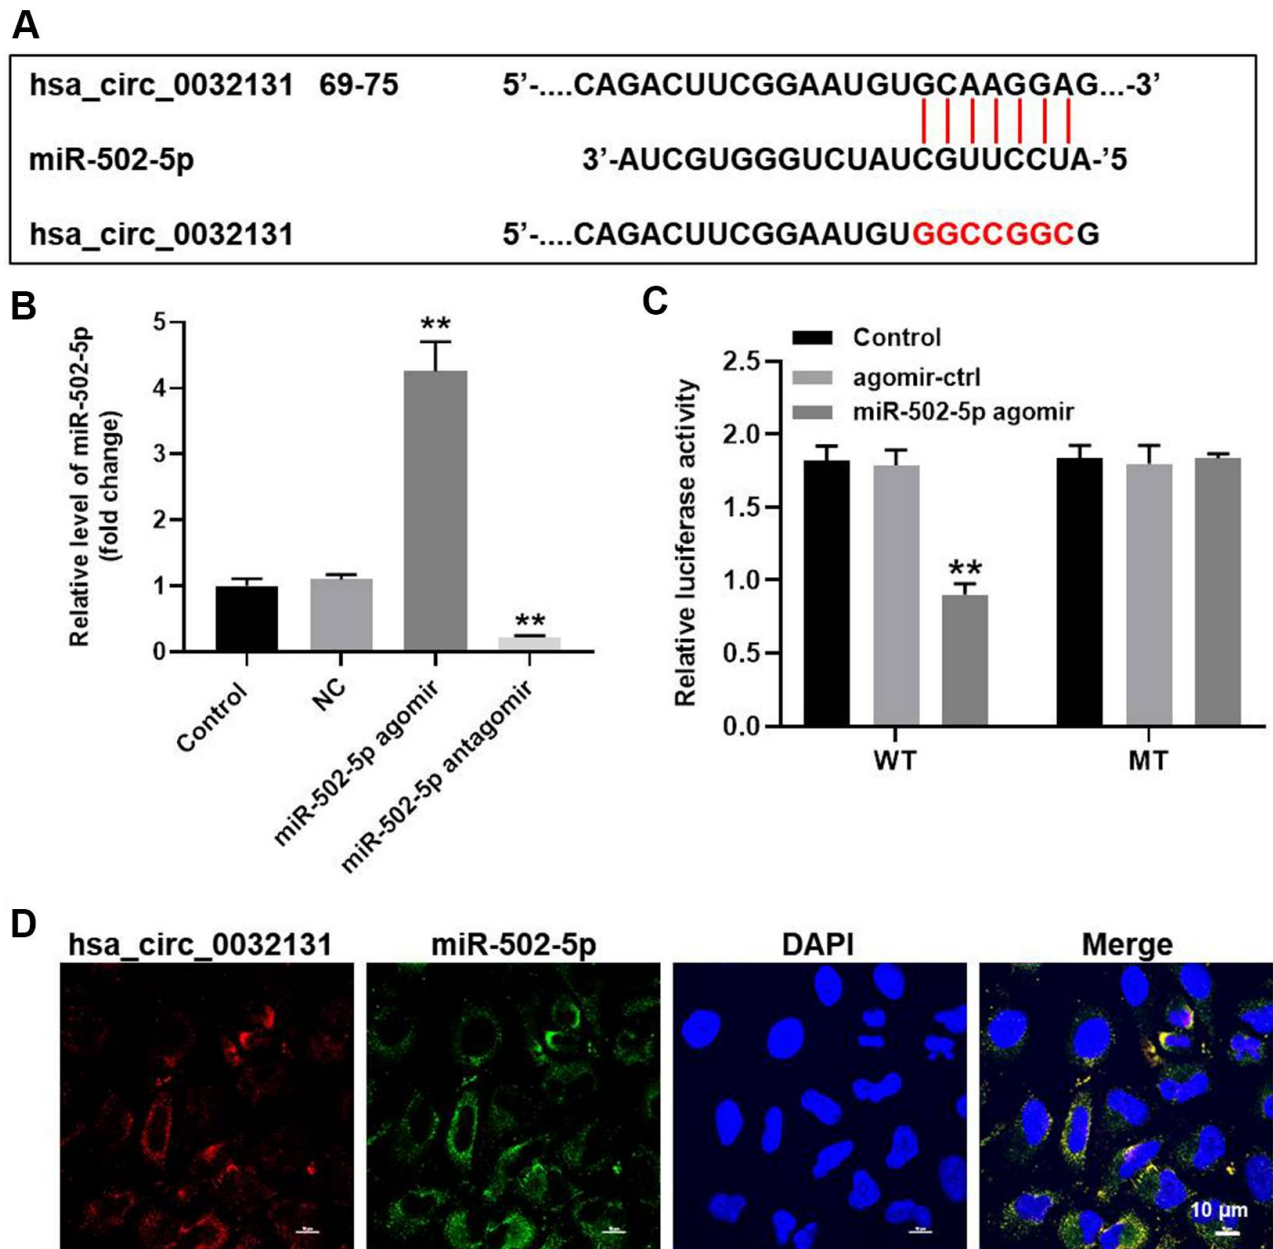 A
hsa_circ_0032131 69-75 5’-....CAGACUUCGGAAUGUGCAAGGAG...-3’
miR-502-5p 3’-AUCGUGGGUCUAUCGUUCCUA-’5
hsa_circ_0032131 5’-....CAGACUUCGGAAUGUGGCCGGCG
B
Relative level of miR-502-5p
(fold change)
5
4
3
2
1
0
**
**
Control
NC
miR-502-5p agomir
miR-502-5p antagomir
C
Control
agomir-ctrl
miR-502-5p agomir
Relative luciferase activity
2.5
2.0
1.5
1.0
0.5
0.0
**
WT
MT
D
hsa_circ_0032131 miR-502-5p DAPI Merge
10 μm